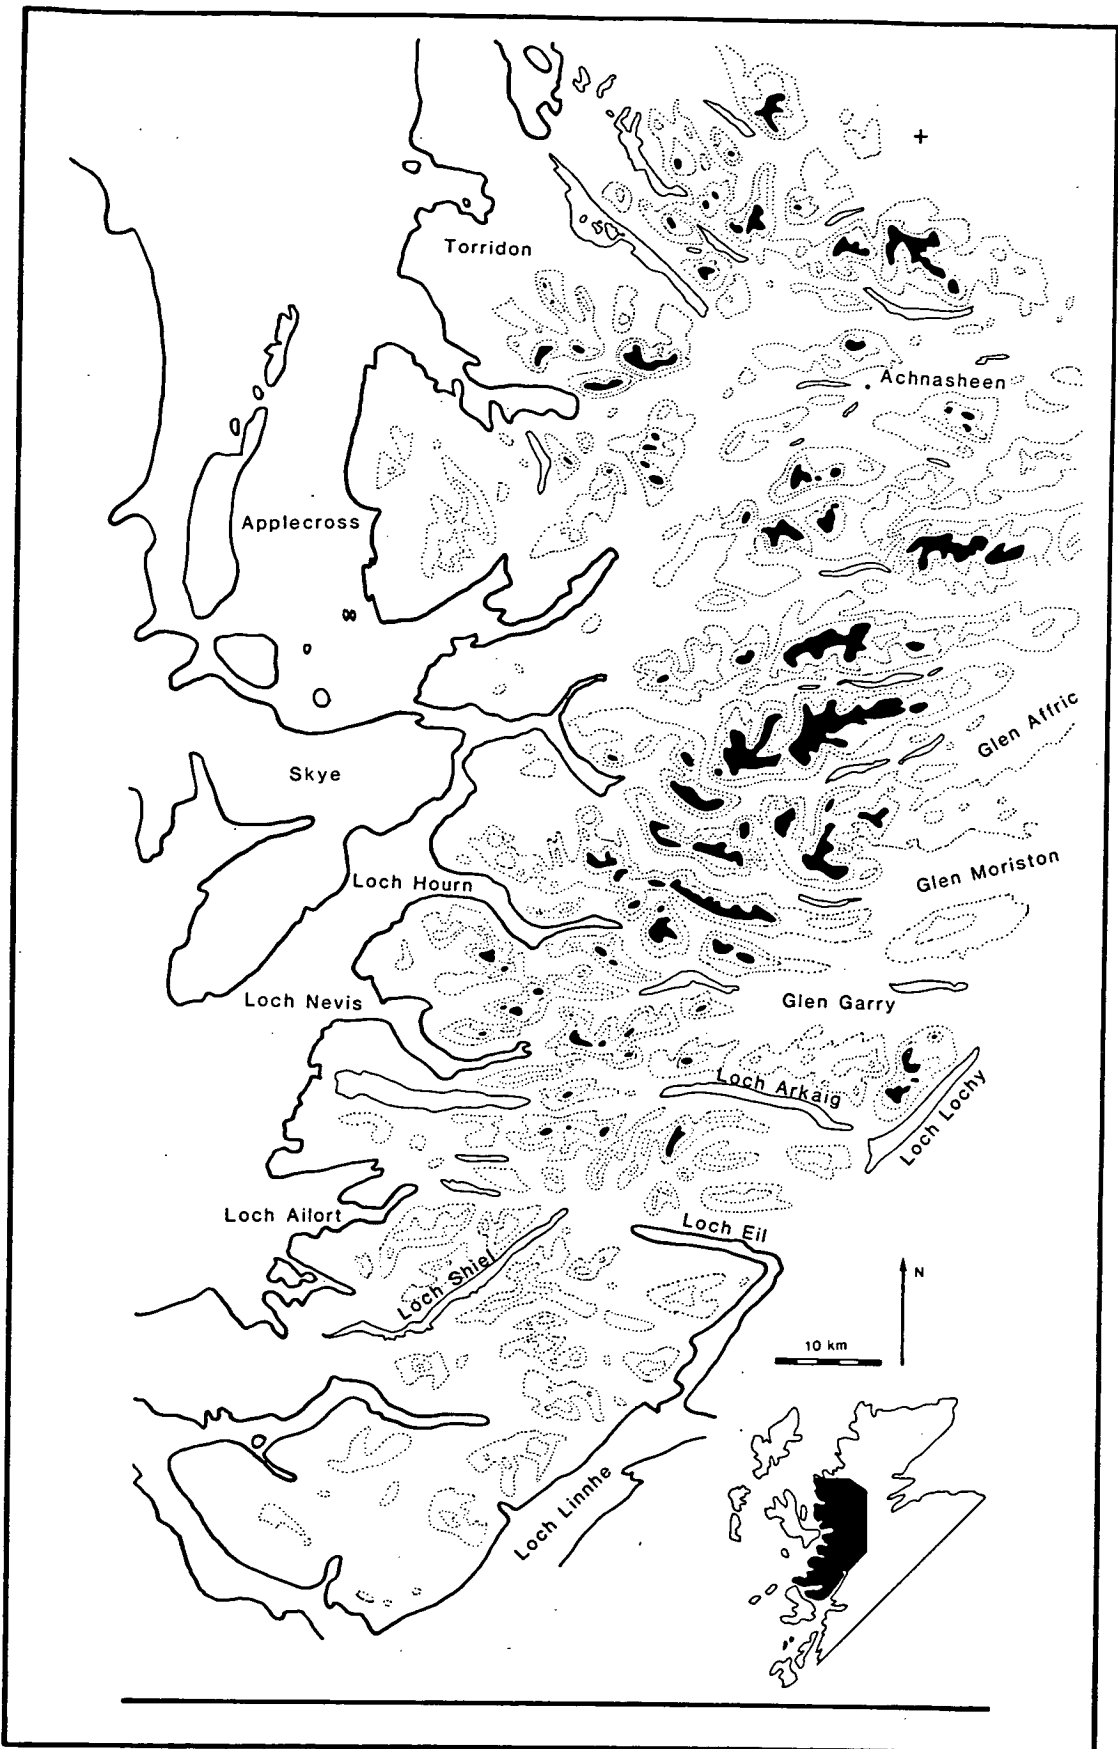 Torridon
Achnasheen
Applecross
Glen Affric
Skye
Glen Moriston
Loch Hourn
Loch Nevis
Glen Garry
Loch Arkaig
Loch Lochy
Loch Ailort
Loch Eil
Loch Shiel
N
10 km
Loch Linnhe